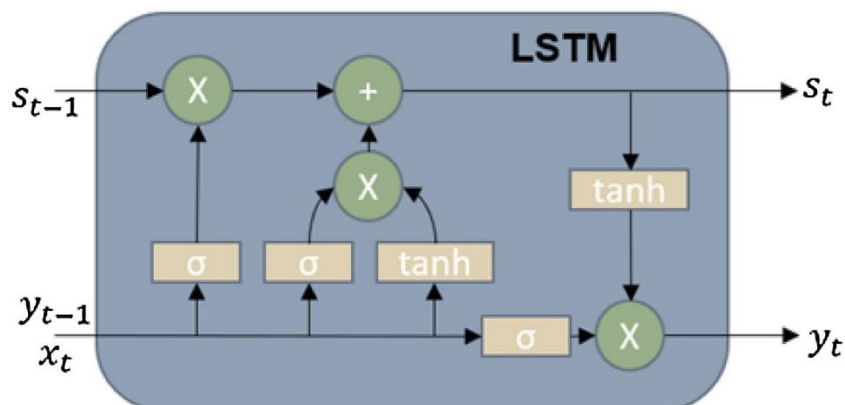 LSTM
s_{t-1} X + s_t
X
tanh
σ σ tanh
y_{t-1}
x_t σ X y_t